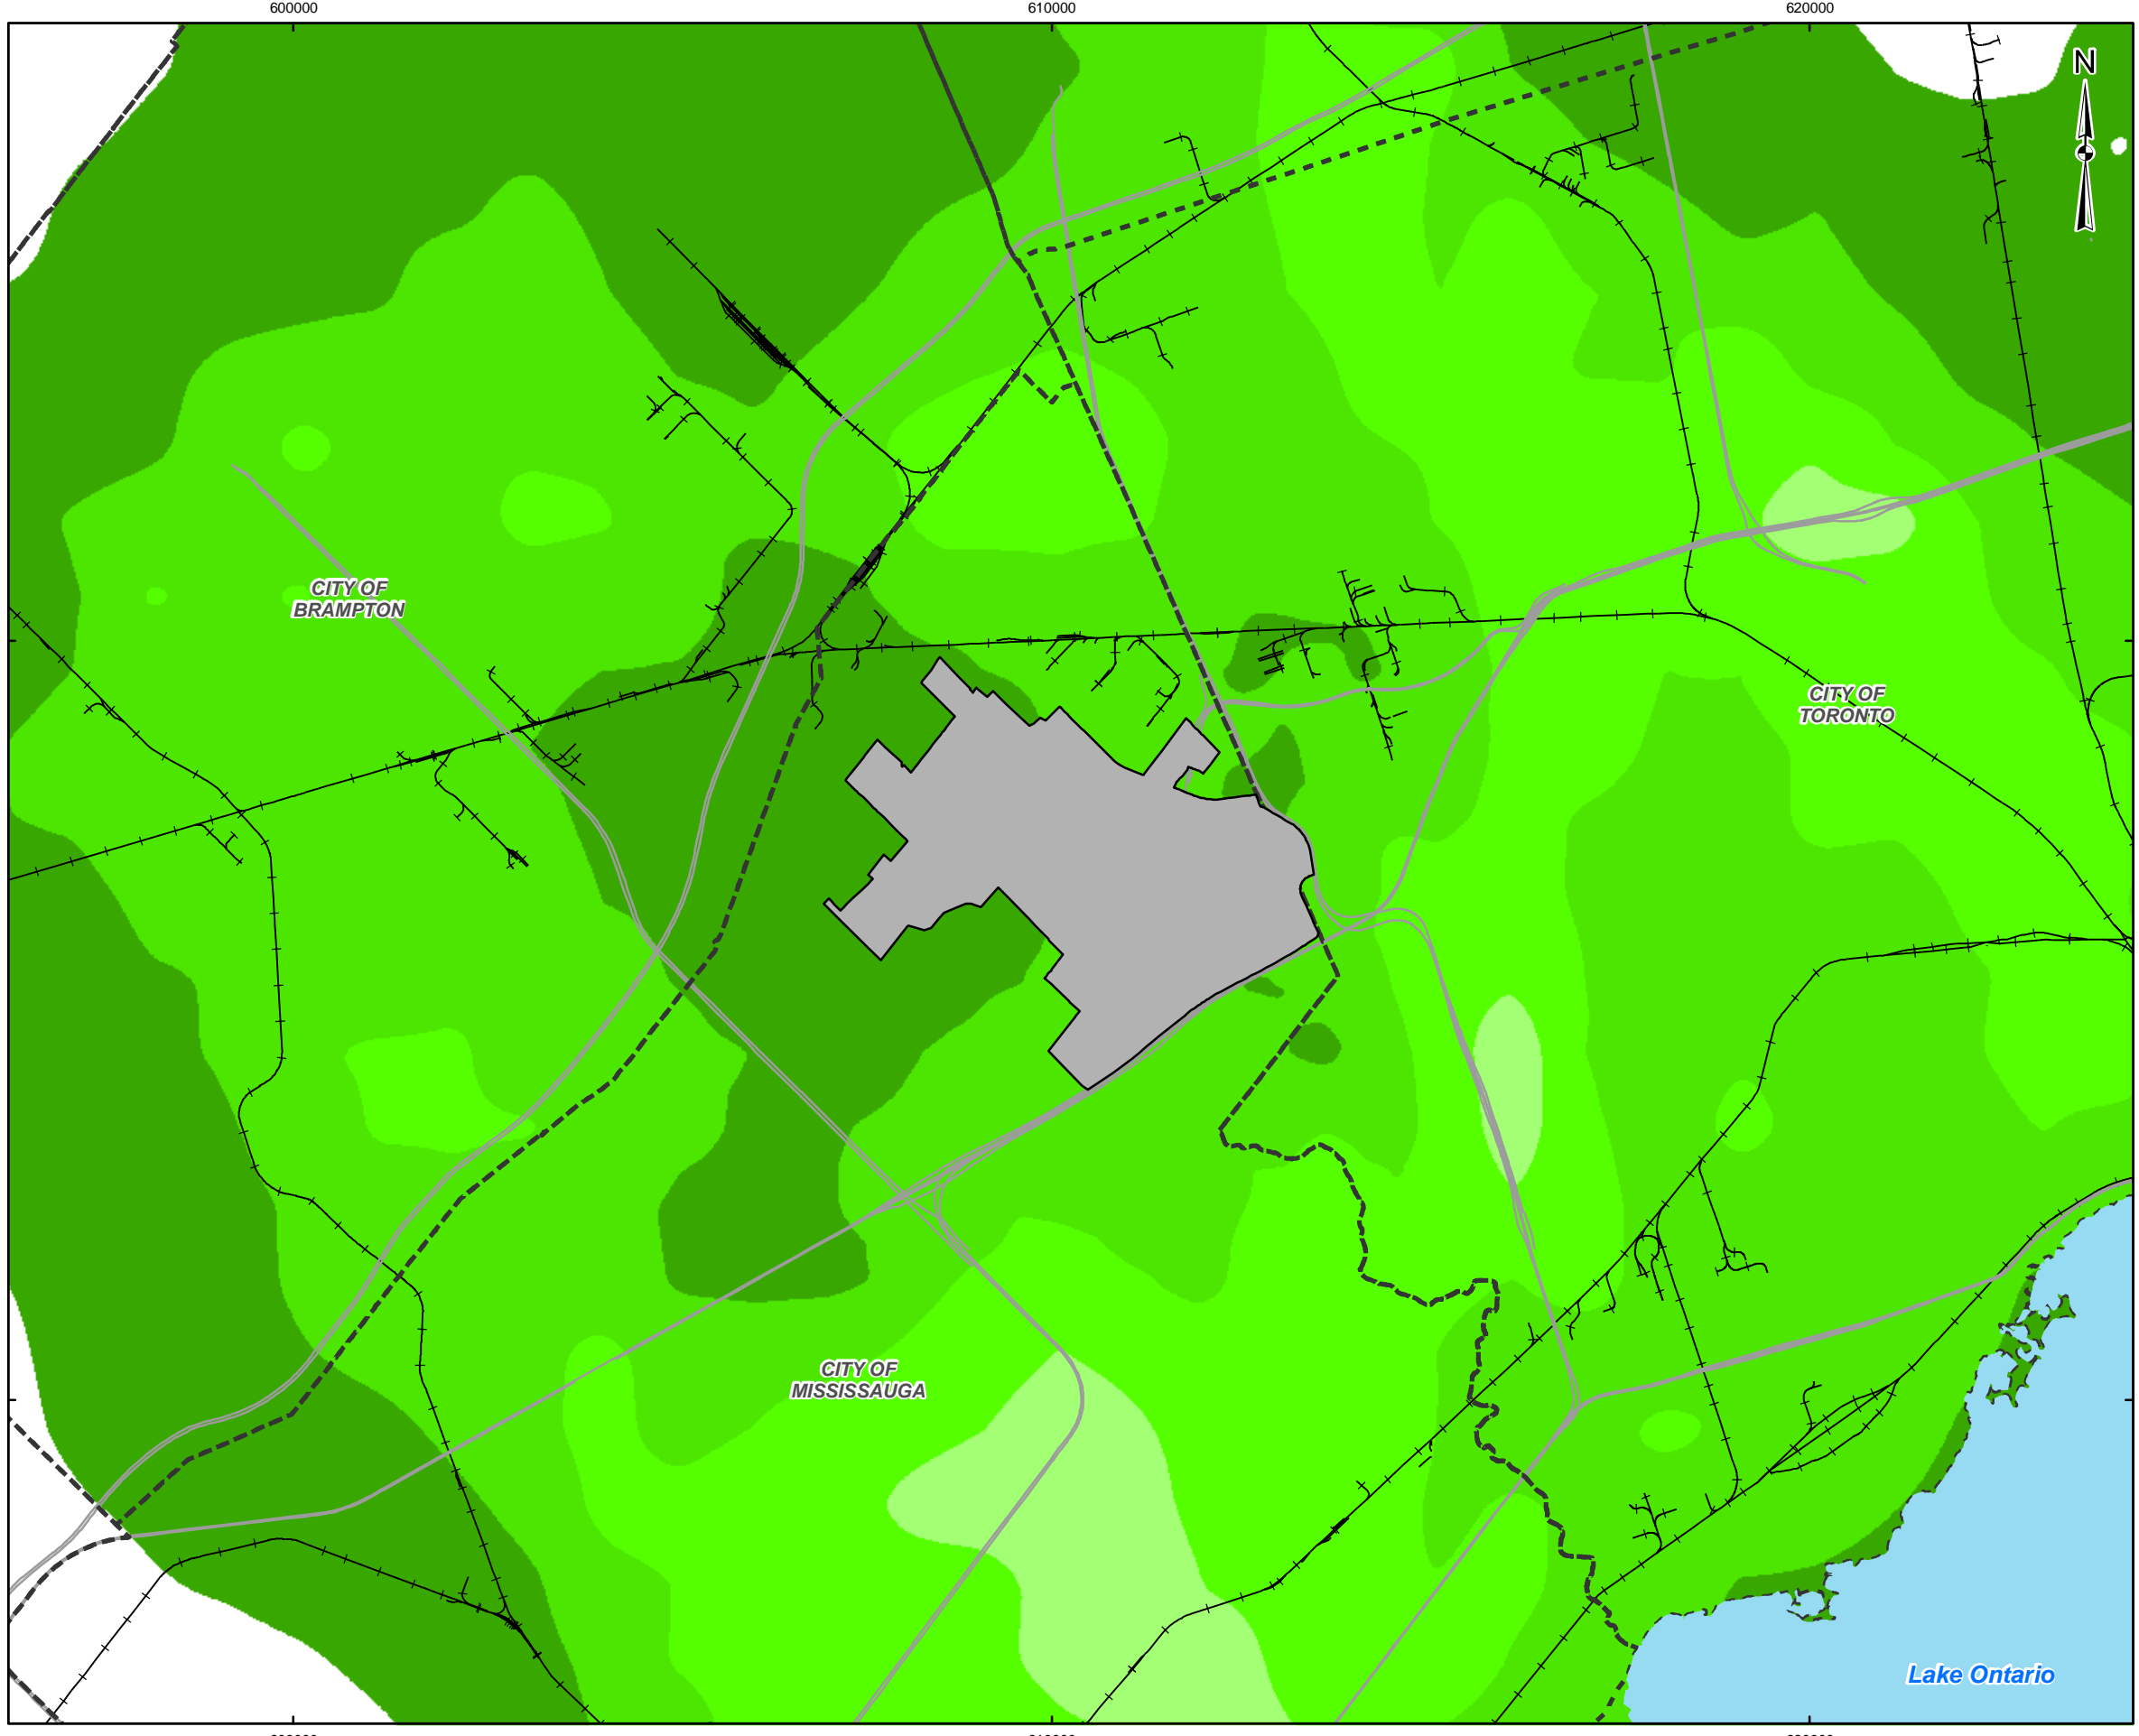 600000 610000 620000
N
CITY OF
BRAMPTON
CITY OF
TORONTO
CITY OF
MISSISSAUGA
Lake Ontario